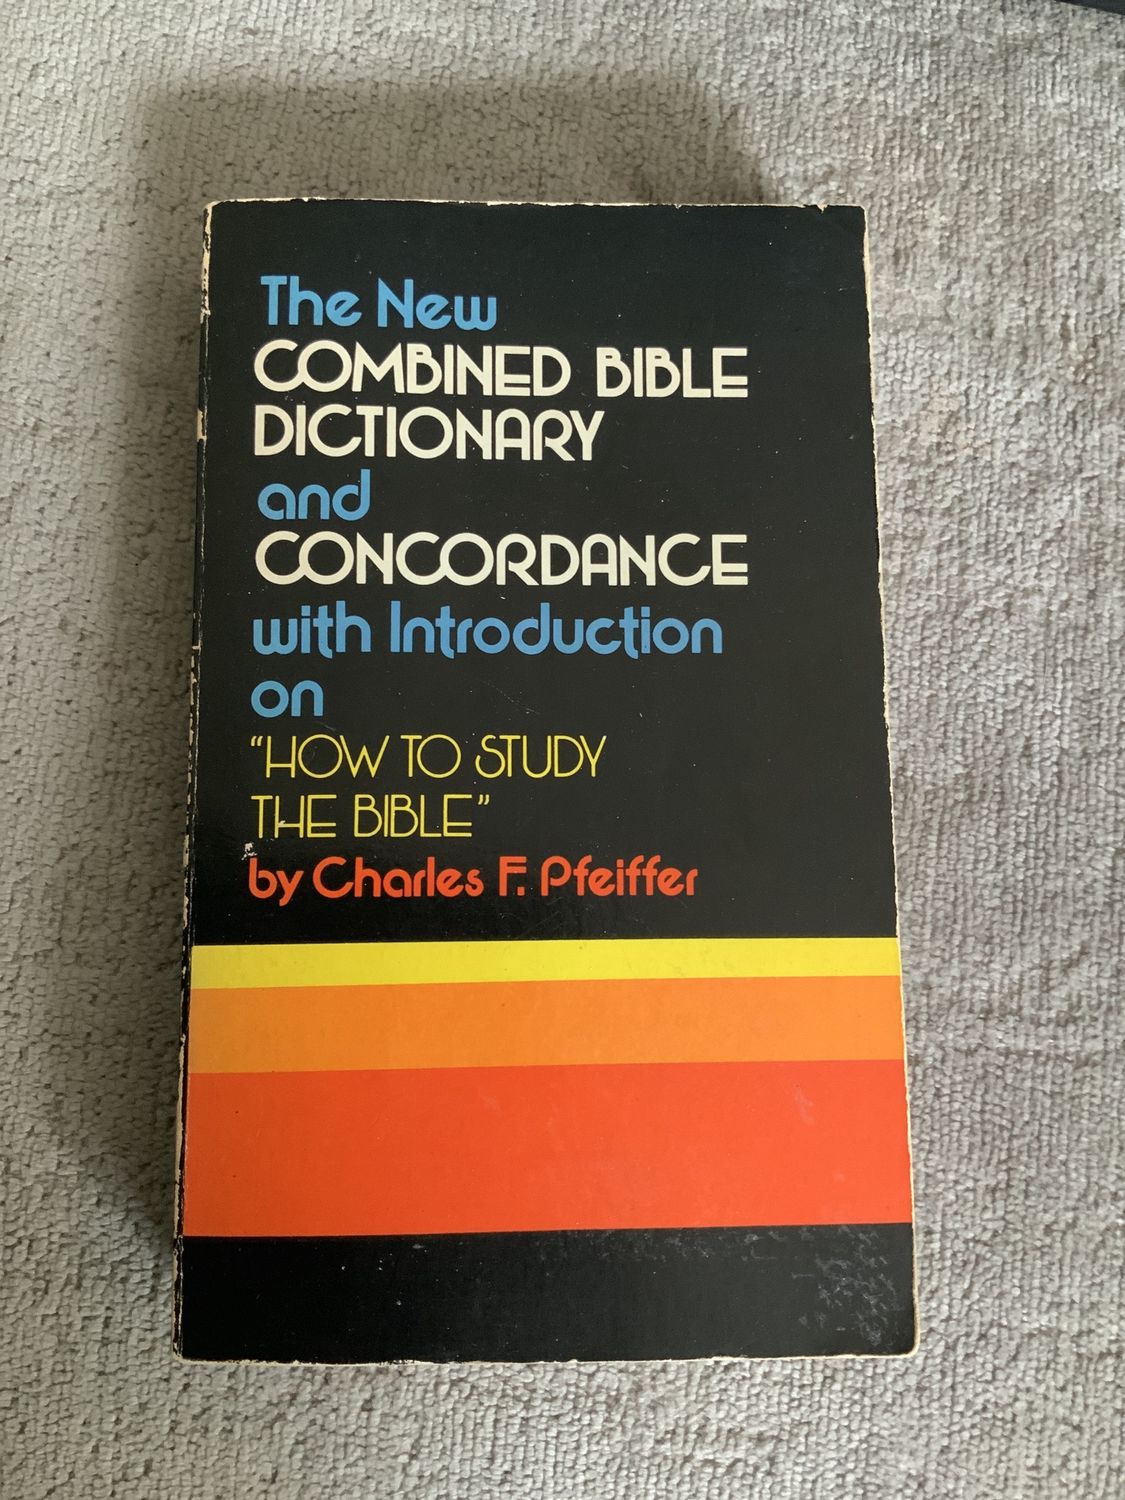 The New
COMBINED BIBLE
DICTIONARY
and
CONCORDANCE
with Introduction
on
“HOW TO STUDY
THE BIBLE”
by Charles F. Pfeiffer